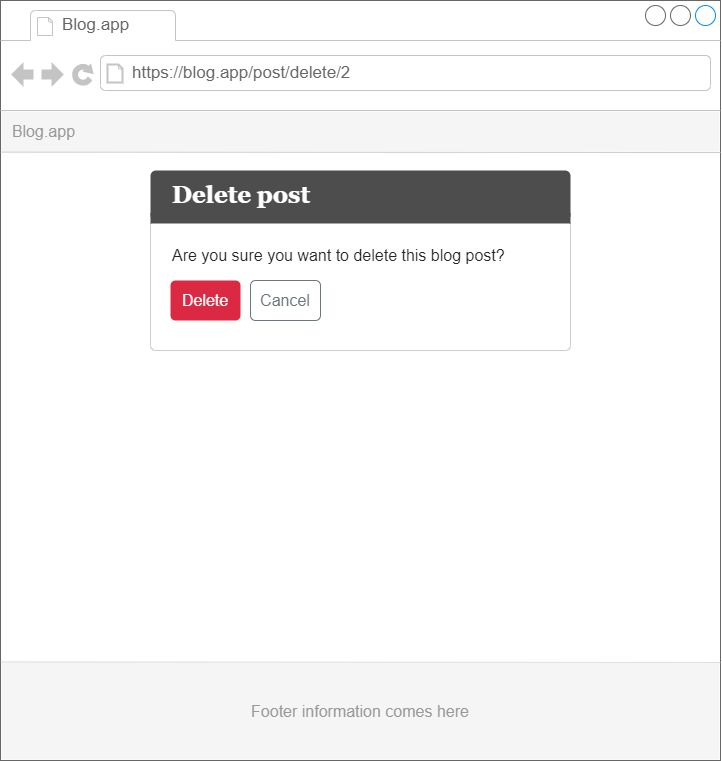 Blog.app
https://blog.app/post/delete/2
Blog.app
Delete post
Are you sure you want to delete this blog post?
Delete Cancel
Footer information comes here